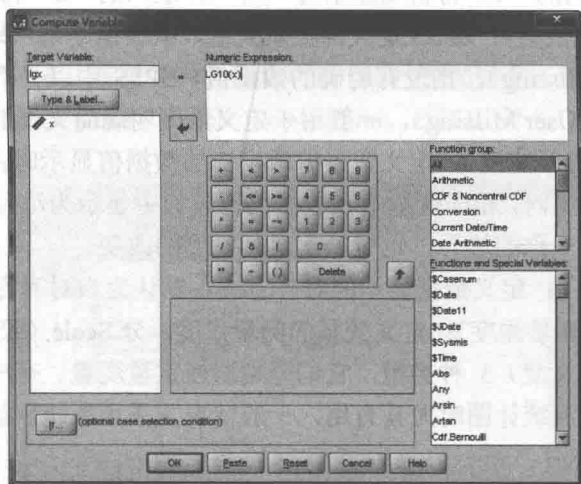 Compute Variable
Target Variable:
lgx
=
Numeric Expression:
LG10(x)
Type & Label...
x
Function group:
All
Arithmetic
CDF & Noncentral CDF
Conversion
Current Date/Time
Date Arithmetic
+ < > 7 8 9
- <= >= 4 5 6
* = ~= 1 2 3
/ & | 0 .
** ~ ( ) Delete
Functions and Special Variables:
$Casenum
$Date
$Date11
$JDate
$Sysmis
$Time
Abs
Any
Arsin
Artan
Cdf.Bernoulli
If... (optional case selection condition)
OK Paste Reset Cancel Help